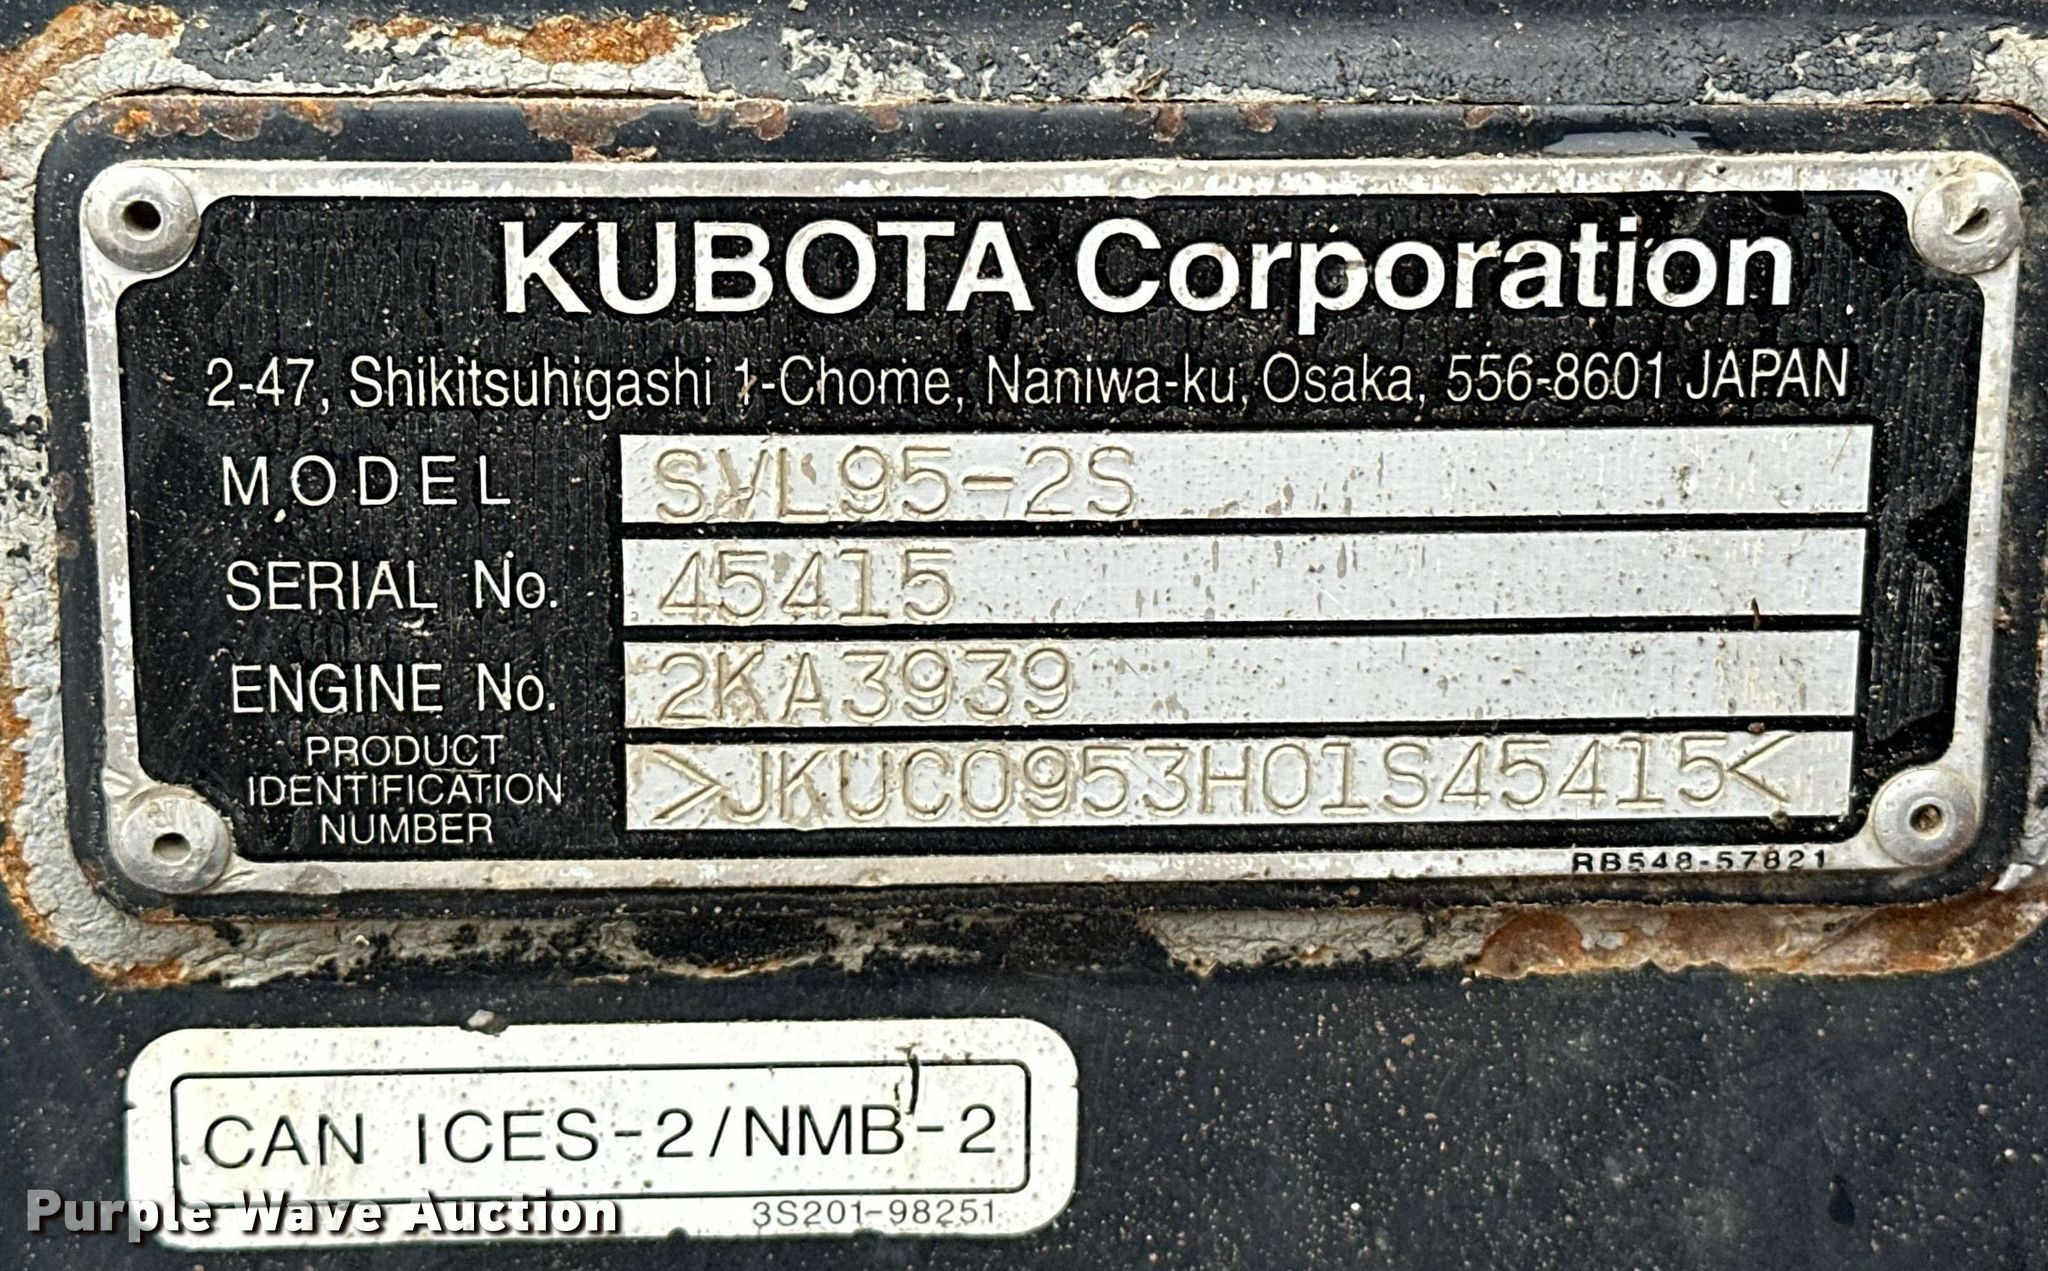 KUBOTA Corporation
2-47, Shikitsuhigashi 1-Chome, Naniwa-ku, Osaka, 556-8601 JAPAN
MODEL SVL95-2S
SERIAL No. 45415
ENGINE No. 2KA3939
PRODUCT
IDENTIFICATION
NUMBER
>JKUC0953H01S45415<
RB548-57821
CAN ICES-2/NMB-2
3S201-98251
Purple Wave Auction